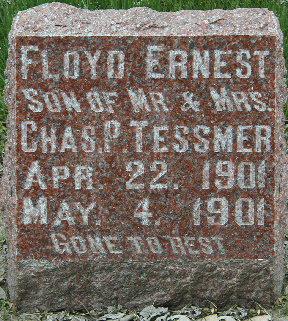 FLOYD ERNEST
SON OF MR. & MRS.
CHAS. P. TESSMER
APR. 22. 1901
MAY. 4. 1901
GONE TO REST